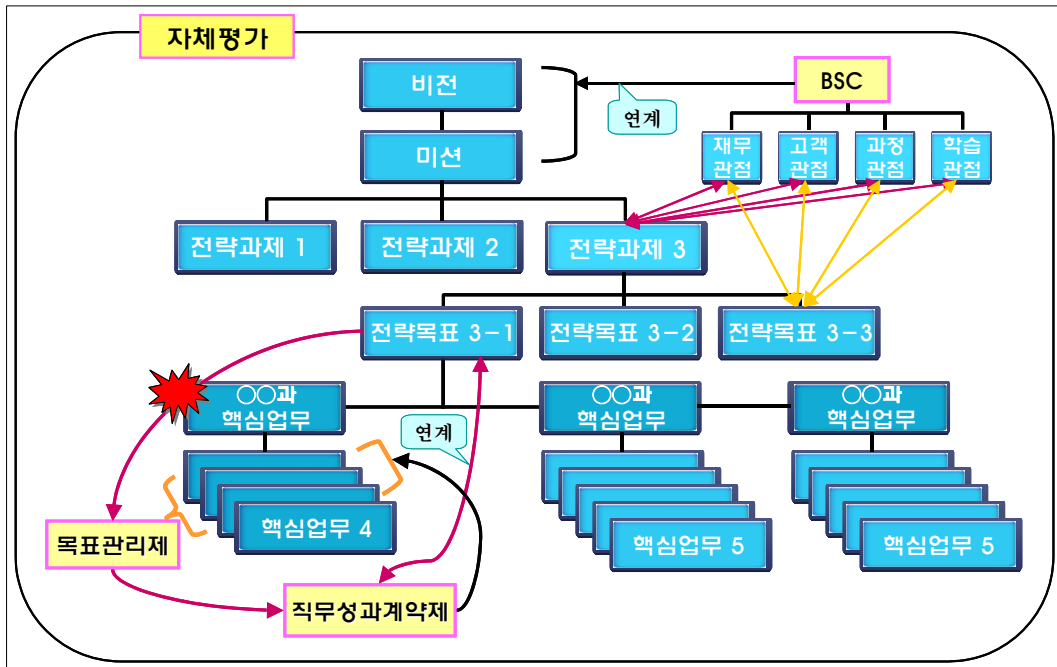 자체평가
비전
BSC
연계
미션
재무
관점
고객
관점
과정
관점
학습
관점
전략과제 1
전략과제 2
전략과제 3
전략목표 3-1
전략목표 3-2
전략목표 3-3
○○과
핵심업무
○○과
핵심업무
○○과
핵심업무
연계
핵심업무 4
핵심업무 5
핵심업무 5
목표관리제
직무성과계약제